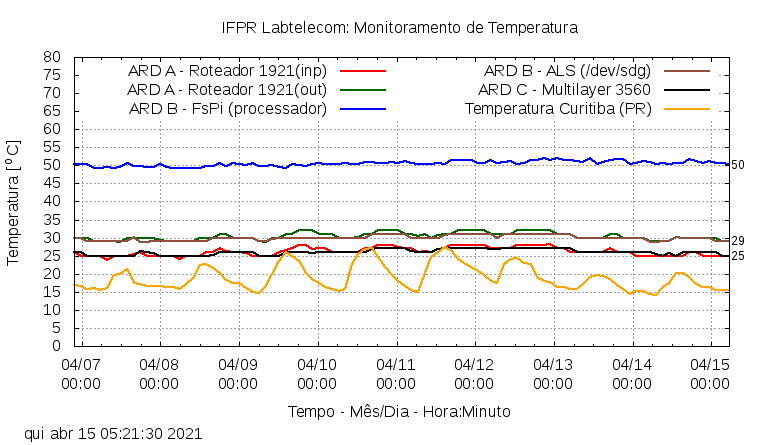 IFPR Labtelecom: Monitoramento de Temperatura
Temperatura [ ° C]
80
75
70
65
60
55
50
45
40
35
30
25
20
15
10
5
0
ARD A - Roteador 1921(inp)
ARD A - Roteador 1921(out)
ARD B - FsPi (processador)
ARD B - ALS (/dev/sdg)
ARD C - Multilayer 3560
Temperatura Curitiba (PR)
50
29
25
04/07 04/08 04/09 04/10 04/11 04/12 04/13 04/14 04/15
00:00 00:00 00:00 00:00 00:00 00:00 00:00 00:00 00:00
Tempo - Mês/Dia - Hora:Minuto
qui abr 15 05:21:30 2021